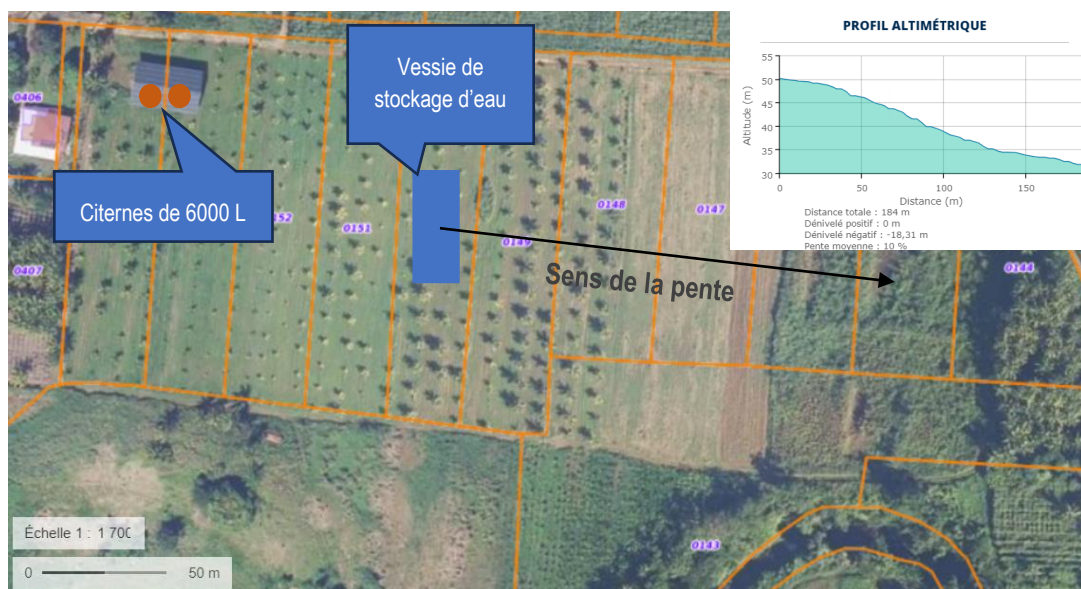 PROFIL ALTIMÉTRIQUE
55
50
45
40
35
30
Altitude (m)
0
50
100
150
Distance (m)
Distance totale : 184 m
Dénivelé positif : 0 m
Dénivelé négatif : -18,31 m
Pente moyenne : 10 %
Vessie de
stockage d'eau
0406
Citernes de 6000 L
52
0151
0149
0148
0147
0407
0144
Sens de la pente
0143
Échelle 1 : 1 700
0
50 m